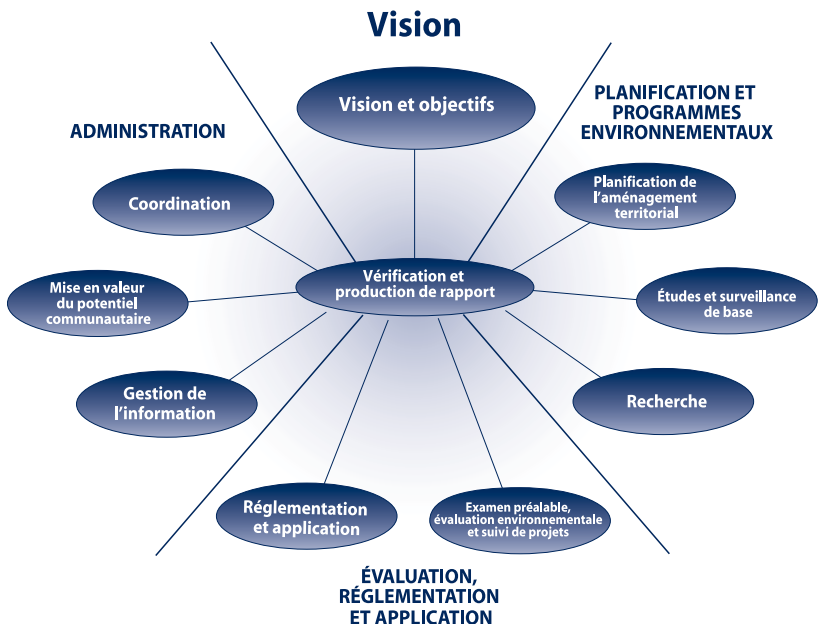 Vision
Vision et objectifs
ADMINISTRATION
PLANIFICATION ET
PROGRAMMES
ENVIRONNEMENTAUX
Coordination
Planification de
l'aménagement
territorial
Vérification et
production de rapport
Mise en valeur
du potentiel
communautaire
Études et surveillance
de base
Gestion de
l'information
Recherche
Réglementation
et application
Examen préalable,
évaluation environnementale
et suivi de projets
ÉVALUATION,
RÉGLEMENTATION
ET APPLICATION